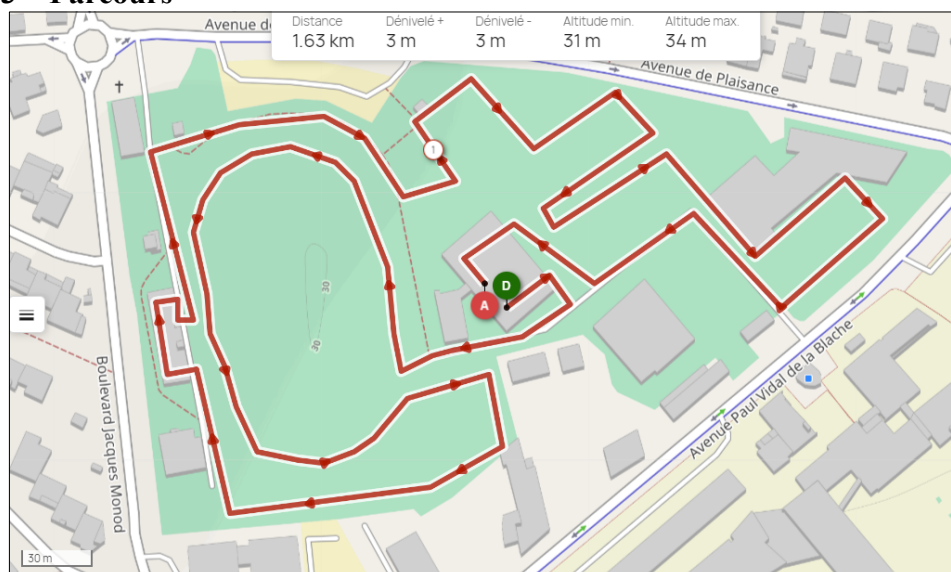 Parcours
Avenue de
Distance
1.63 km
Dénivelé +
3 m
Dénivelé -
3 m
Altitude min.
31 m
Altitude max.
34 m
Avenue de Plaisance
1
30
30
D
A
Boulevard Jacques Monod
Avenue Paul Vidal de la Blache
30 m